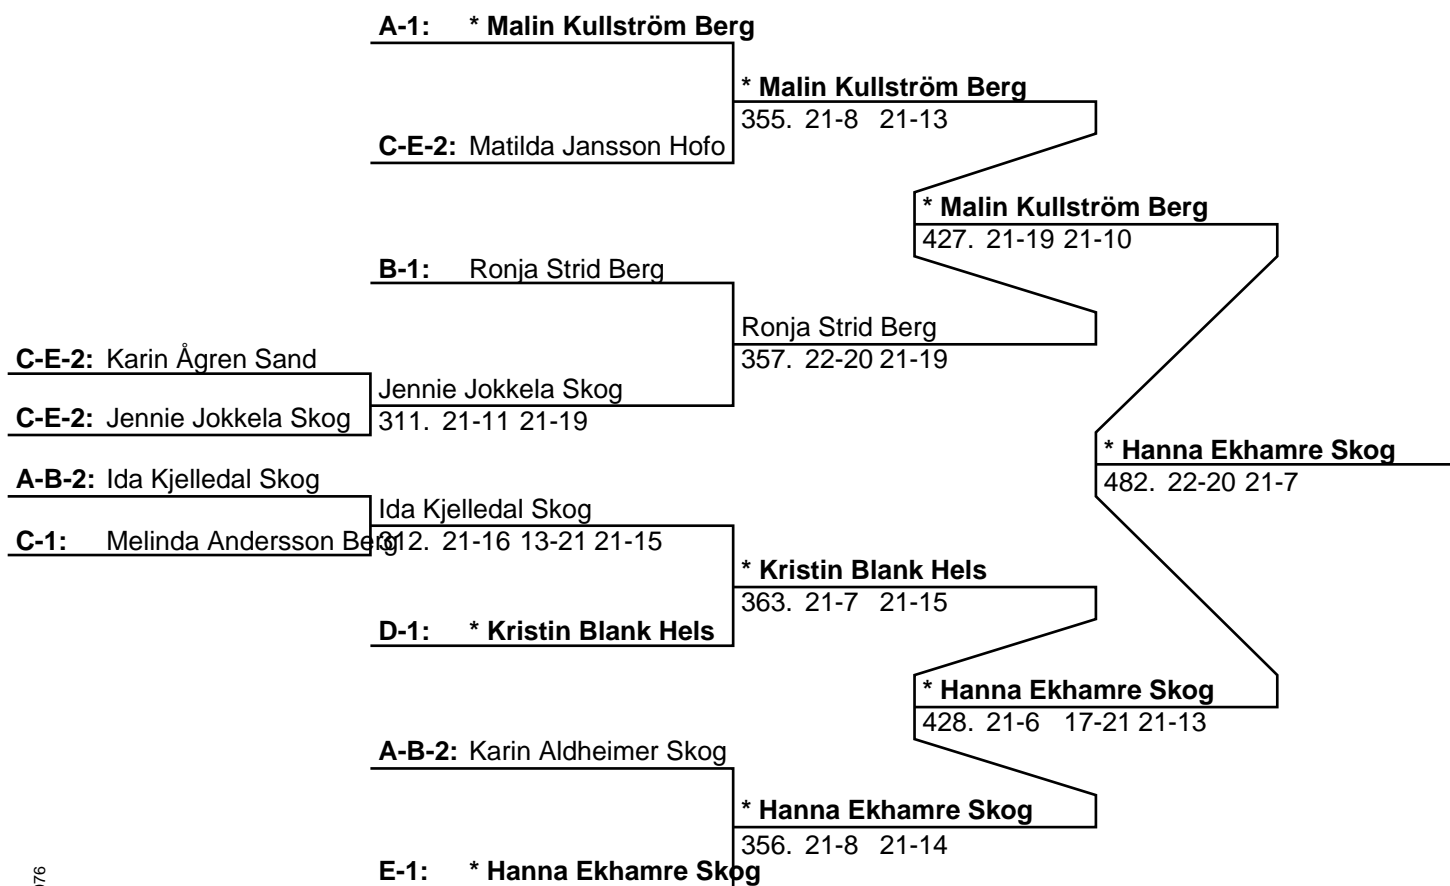 A-1: * Malin Kullström Berg
* Malin Kullström Berg
355. 21-8 21-13
C-E-2: Matilda Jansson Hofo
* Malin Kullström Berg
427. 21-19 21-10
B-1: Ronja Strid Berg
Ronja Strid Berg
357. 22-20 21-19
C-E-2: Karin Ågren Sand
Jennie Jokkela Skog
311. 21-11 21-19
C-E-2: Jennie Jokkela Skog
* Hanna Ekhamre Skog
482. 22-20 21-7
A-B-2: Ida Kjelledal Skog
Ida Kjelledal Skog
312. 21-16 13-21 21-15
C-1: Melinda Andersson Berg
* Kristin Blank Hels
363. 21-7 21-15
D-1: * Kristin Blank Hels
* Hanna Ekhamre Skog
428. 21-6 17-21 21-13
A-B-2: Karin Aldheimer Skog
* Hanna Ekhamre Skog
356. 21-8 21-14
E-1: * Hanna Ekhamre Skog